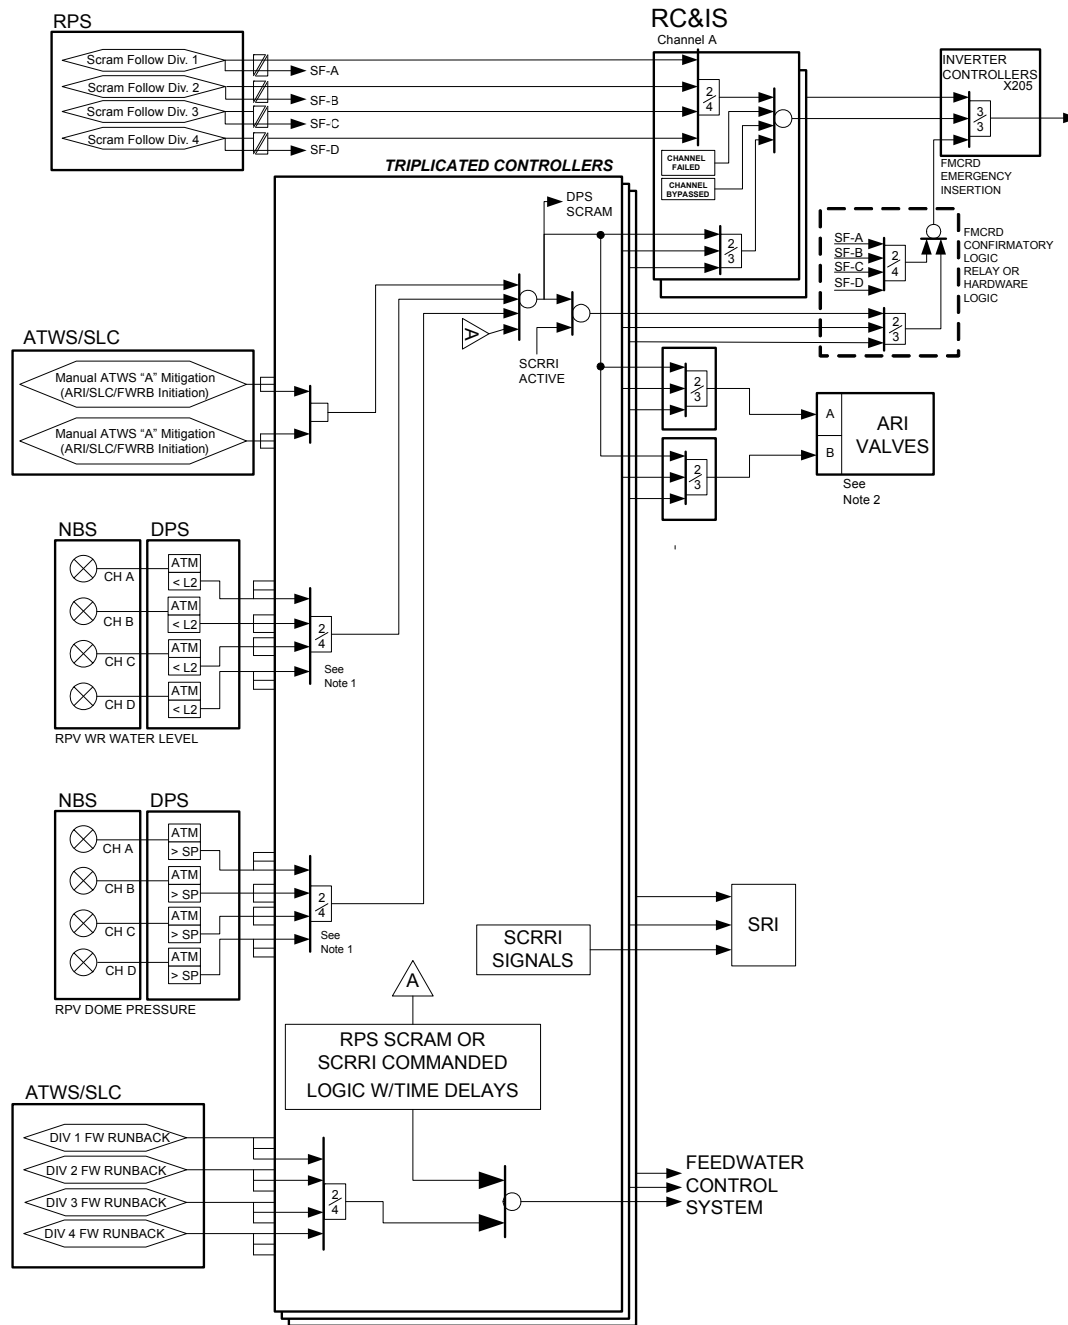 RPS
RC&IS
Channel A
Scram Follow Div. 1
SF-A
Scram Follow Div. 2
SF-B
Scram Follow Div. 3
SF-C
Scram Follow Div. 4
SF-D
2/4
CHANNEL
FAILED
CHANNEL
BYPASSED
2/3
INVERTER
CONTROLLERS
X205
3/3
FMCRD
EMERGENCY
INSERTION
TRIPLICATED CONTROLLERS
DPS
SCRAM
SF-A
SF-B
SF-C
SF-D
2/4
2/3
FMCRD
CONFIRMATORY
LOGIC
RELAY OR
HARDWARE
LOGIC
A
SCRRI
ACTIVE
ATWS/SLC
Manual ATWS “A” Mitigation
(ARI/SLC/FWRB Initiation)
Manual ATWS “A” Mitigation
(ARI/SLC/FWRB Initiation)
2/3
2/3
A
B
ARI
VALVES
See
Note 2
NBS
DPS
CH A
ATM
< L2
CH B
ATM
< L2
CH C
ATM
< L2
CH D
ATM
< L2
2/4
See
Note 1
RPV WR WATER LEVEL
NBS
DPS
CH A
ATM
> SP
CH B
ATM
> SP
CH C
ATM
> SP
CH D
ATM
> SP
2/4
See
Note 1
RPV DOME PRESSURE
SCRRI
SIGNALS
SRI
A
RPS SCRAM OR
SCRRI COMMANDED
LOGIC W/TIME DELAYS
ATWS/SLC
DIV 1 FW RUNBACK
DIV 2 FW RUNBACK
DIV 3 FW RUNBACK
DIV 4 FW RUNBACK
2/4
FEEDWATER
CONTROL
SYSTEM